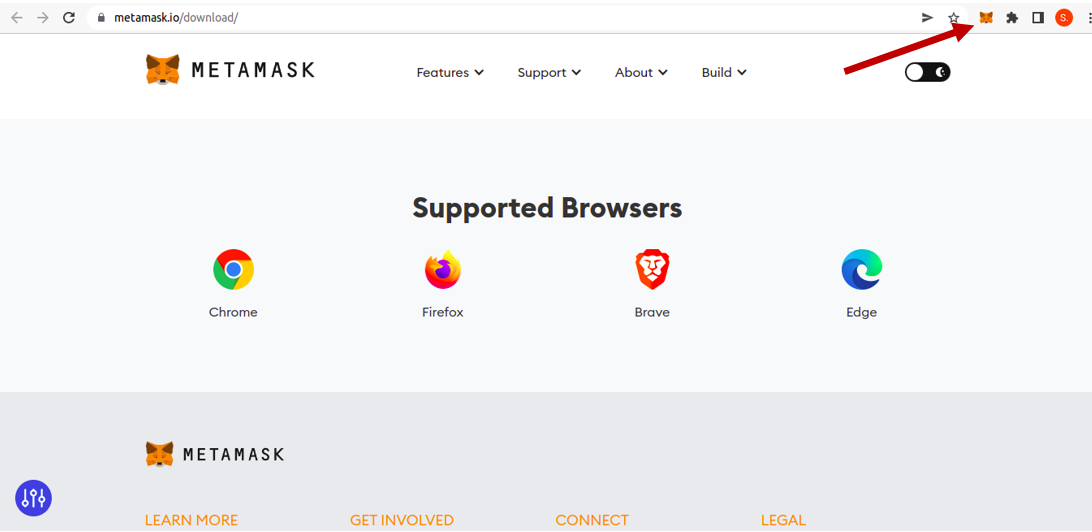 metamask.io/download/
S.
METAMASK Features Support About Build
Supported Browsers
Chrome Firefox Brave Edge
METAMASK
LEARN MORE GET INVOLVED CONNECT LEGAL